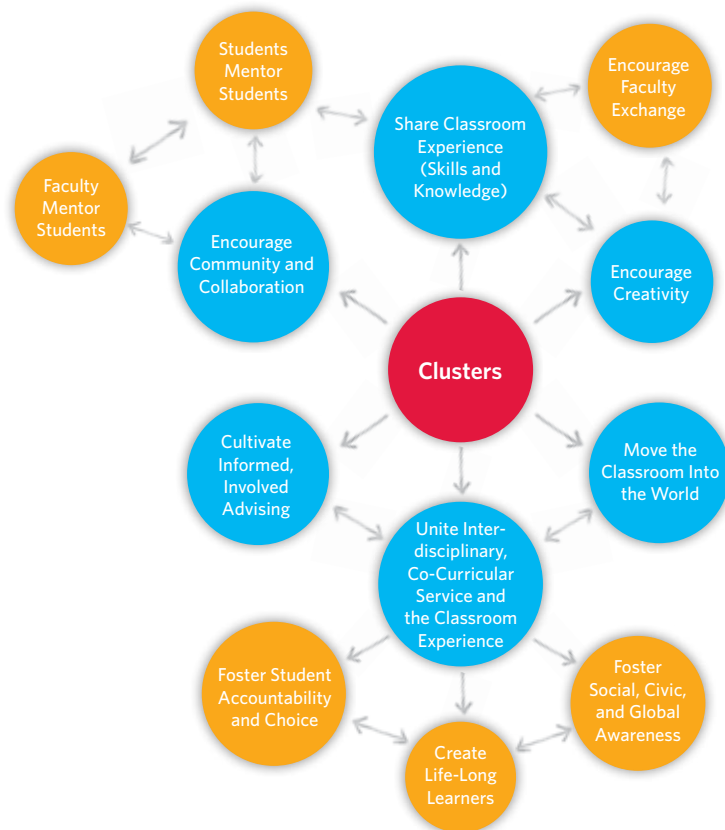 Students
Mentor
Students
Encourage
Faculty
Exchange
Share Classroom
Experience
(Skills and
Knowledge)
Faculty
Mentor
Students
Encourage
Community and
Collaboration
Encourage
Creativity
Clusters
Cultivate
Informed,
Involved
Advising
Move the
Classroom Into
the World
Unite Inter-
disciplinary,
Co-Curricular
Service and
the Classroom
Experience
Foster Student
Accountability
and Choice
Foster
Social, Civic,
and Global
Awareness
Create
Life-Long
Learners